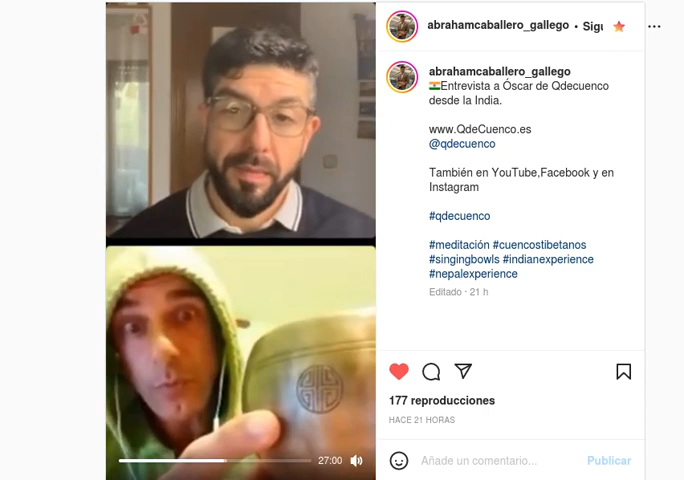 abrahamcaballero_gallego • Sigu
abrahamcaballero_gallego
🇮🇳Entrevista a Óscar de Qdecuenco
desde la India.
www.QdeCuenco.es
@qdecuenco
También en YouTube,Facebook y en
Instagram
#qdecuenco
#meditación #cuencostibetanos
#singingbowls #indianexperience
#nepalexperience
Editado · 21 h
177 reproducciones
HACE 21 HORAS
27:00
Añade un comentario... Publicar